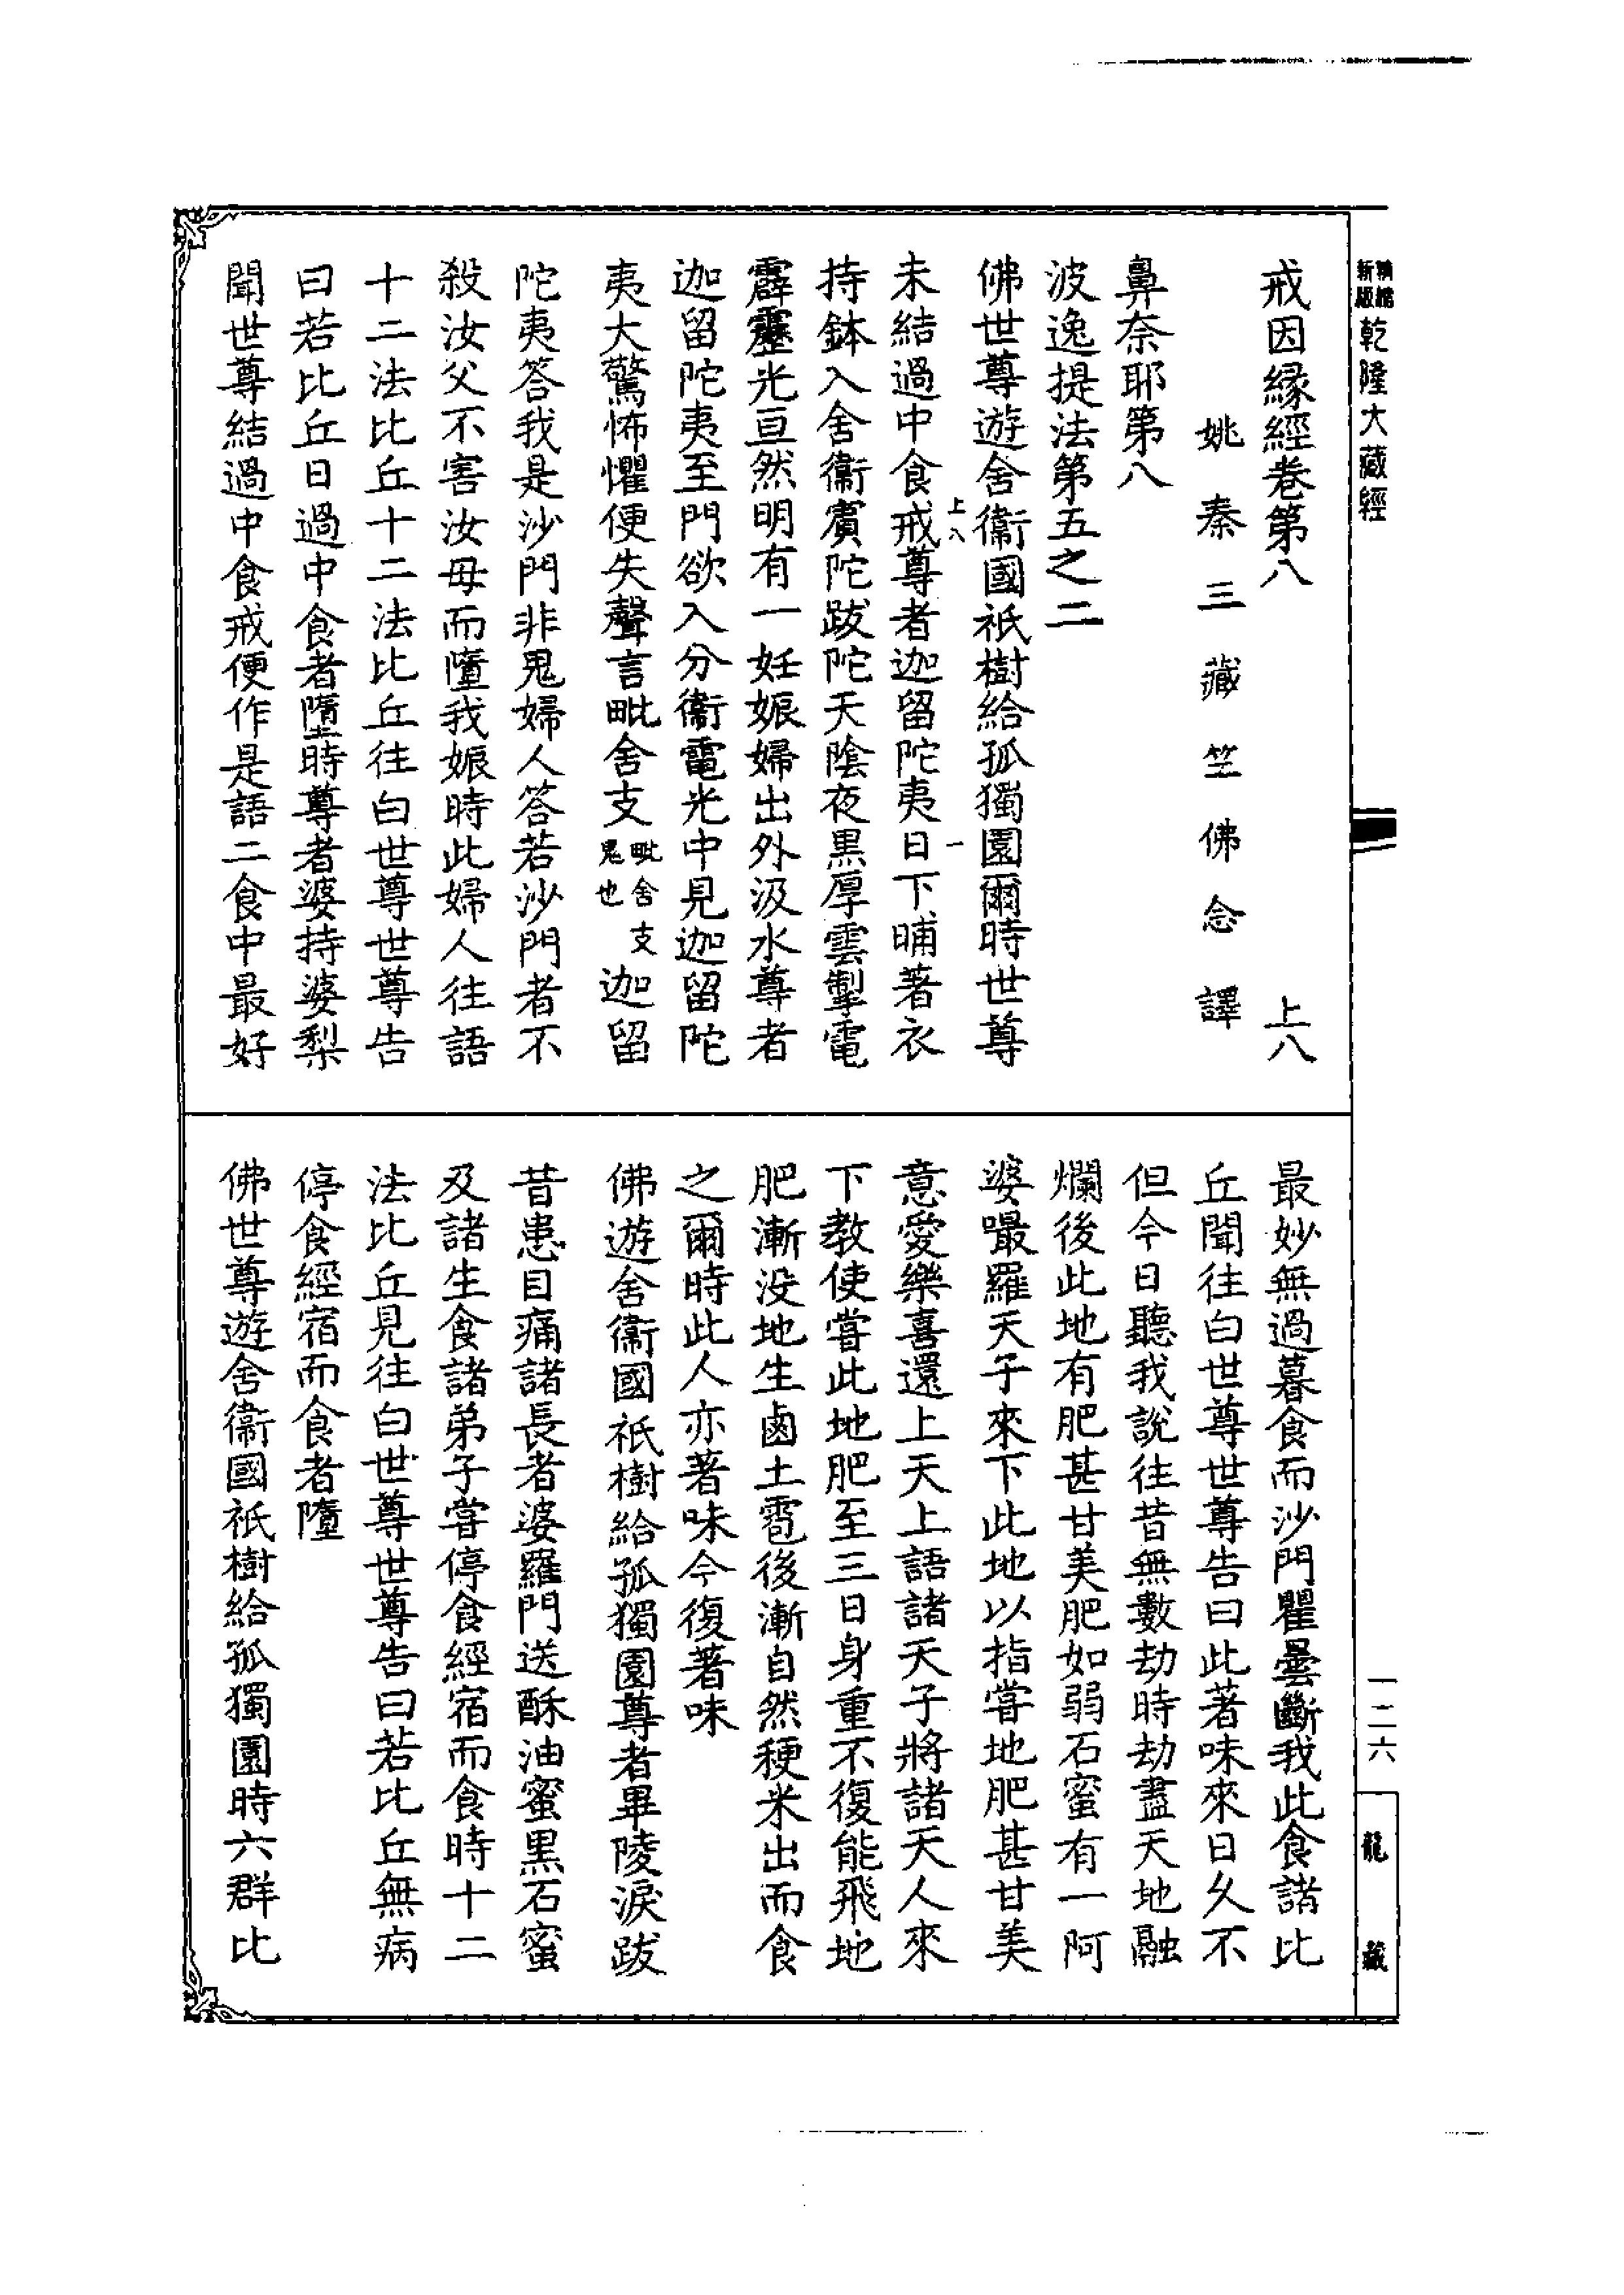 精縮新版乾隆大藏經
戒因緣經卷第八 上八
姚秦三藏竺佛念譯
鼻奈耶第八
波逸提法第五之二
佛世尊遊舍衞國祇樹給孤獨園爾時世尊
上八 一
未結過中食戒尊者迦留陀夷日下晡著衣
持鉢入舍衞賓陀跋陀天陰夜黑厚雲掣電
霹靂光亘然明有一妊娠婦出外汲水尊者
迦留陀夷至門欲入分衞電光中見迦留陀
夷大驚怖懼便失聲言毗舍支毗舍支鬼也迦留
陀夷答我是沙門非鬼婦人答若沙門者不
殺汝父不害汝母而墮我娠時此婦人往語
十二法比丘十二法比丘往白世尊世尊告
曰若比丘日過中食者墮時尊者婆持婆梨
聞世尊結過中食戒便作是語二食中最好
最妙無過暮食而沙門瞿曇斷我此食諸比
丘聞往白世尊世尊告曰此著味來日久不
但今日聽我說往昔無數劫時劫盡天地融
爛後此地有肥甚甘美肥如弱石蜜有一阿
婆嚴羅天子來下此地以指嘗地肥甚甘美
意愛樂喜還上天上語諸天子將諸天人來
下教使嘗此地肥至三日身重不復能飛地
肥漸沒地生鹵土雹後漸自然稉米出而食
之爾時此人亦著味今復著味
佛遊舍衞國祇樹給孤獨園尊者畢陵淚跋
昔患目痛諸長者婆羅門送酥油蜜黑石蜜
及諸生食諸弟子嘗停食經宿而食時十二
法比丘見往白世尊世尊告曰若比丘無病
停食經宿而食者墮
佛世尊遊舍衞國祇樹給孤獨園時六群比
一二六
龍藏